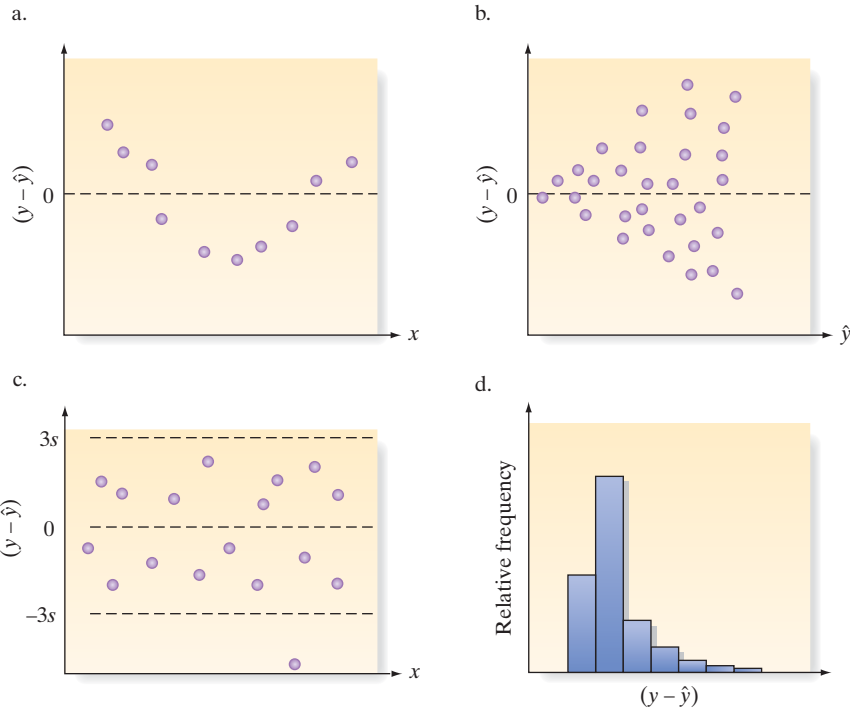 a.
(y – ŷ)
0
x
b.
(y – ŷ)
0
ŷ
c.
3s
(y – ŷ)
0
–3s
x
d.
Relative frequency
(y – ŷ)